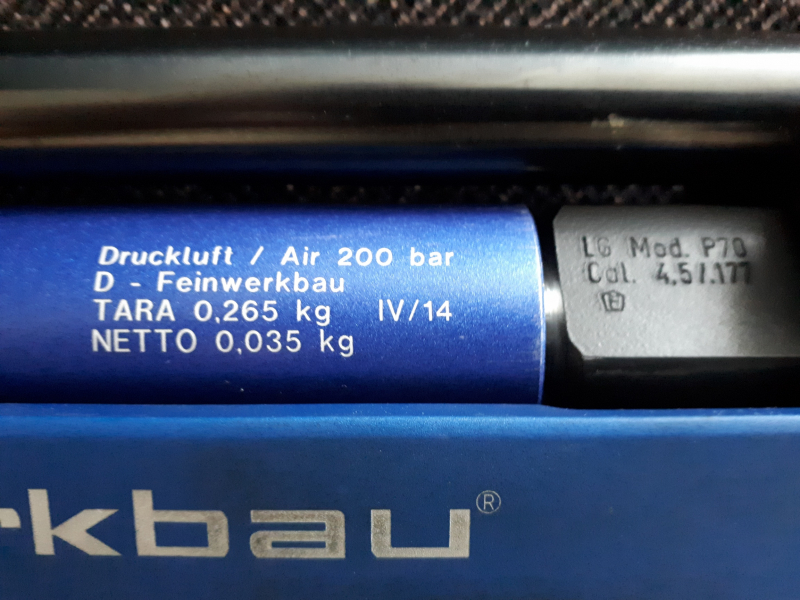 Druckluft / Air 200 bar
D - Feinwerkbau
TARA 0,265 kg IV/14
NETTO 0,035 kg
LG Mod. P70
Cal. 4,5/.177
F
rkbau®